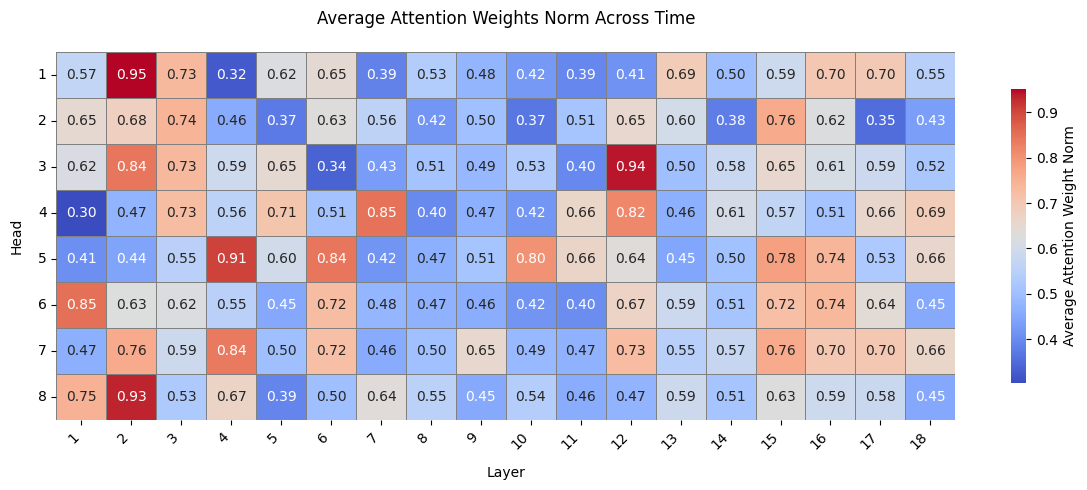 Average Attention Weights Norm Across Time
1 0.57 0.95 0.73 0.32 0.62 0.65 0.39 0.53 0.48 0.42 0.39 0.41 0.69 0.50 0.59 0.70 0.70 0.55
2 0.65 0.68 0.74 0.46 0.37 0.63 0.56 0.42 0.50 0.37 0.51 0.65 0.60 0.38 0.76 0.62 0.35 0.43
3 0.62 0.84 0.73 0.59 0.65 0.34 0.43 0.51 0.49 0.53 0.40 0.94 0.50 0.58 0.65 0.61 0.59 0.52
4 0.30 0.47 0.73 0.56 0.71 0.51 0.85 0.40 0.47 0.42 0.66 0.82 0.46 0.61 0.57 0.51 0.66 0.69
5 0.41 0.44 0.55 0.91 0.60 0.84 0.42 0.47 0.51 0.80 0.66 0.64 0.45 0.50 0.78 0.74 0.53 0.66
6 0.85 0.63 0.62 0.55 0.45 0.72 0.48 0.47 0.46 0.42 0.40 0.67 0.59 0.51 0.72 0.74 0.64 0.45
7 0.47 0.76 0.59 0.84 0.50 0.72 0.46 0.50 0.65 0.49 0.47 0.73 0.55 0.57 0.76 0.70 0.70 0.66
8 0.75 0.93 0.53 0.67 0.39 0.50 0.64 0.55 0.45 0.54 0.46 0.47 0.59 0.51 0.63 0.59 0.58 0.45
1 2 3 4 5 6 7 8 9 10 11 12 13 14 15 16 17 18
Layer
Head
0.9
0.8
0.7
0.6
0.5
0.4
Average Attention Weight Norm